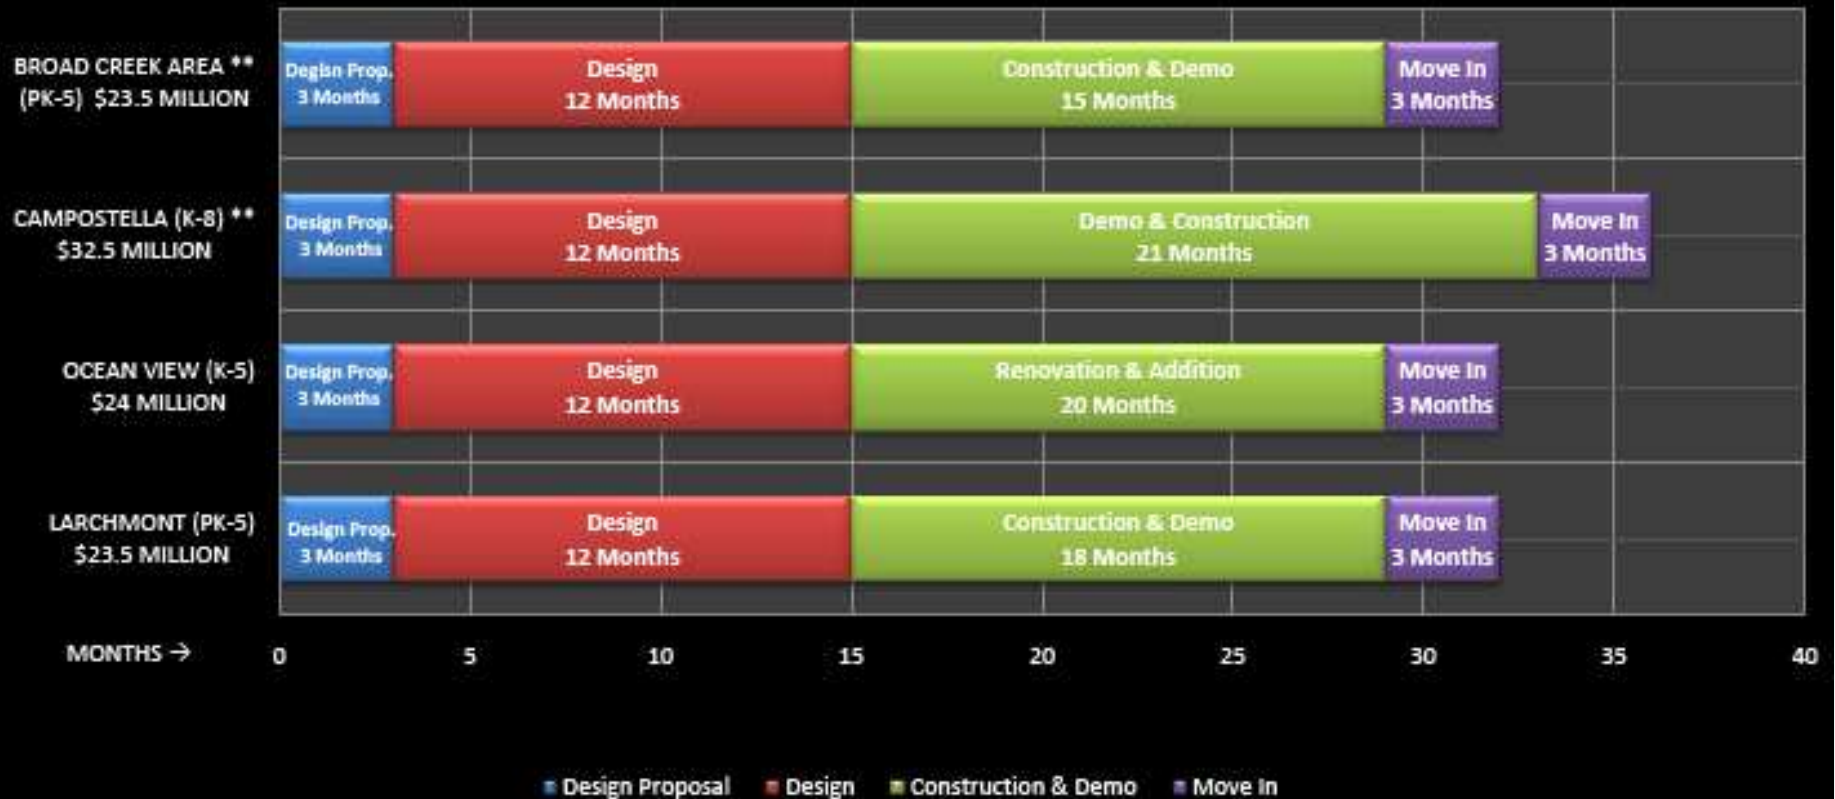 BROAD CREEK AREA **
(PK-5) $23.5 MILLION
Degisn Prop.
3 Months
Design
12 Months
Construction & Demo
15 Months
Move In
3 Months
CAMPOSTELLA (K-8) **
$32.5 MILLION
Design Prop.
3 Months
Design
12 Months
Demo & Construction
21 Months
Move In
3 Months
OCEAN VIEW (K-5)
$24 MILLION
Design Prop.
3 Months
Design
12 Months
Renovation & Addition
20 Months
Move In
3 Months
LARCHMONT (PK-5)
$23.5 MILLION
Design Prop.
3 Months
Design
12 Months
Construction & Demo
18 Months
Move In
3 Months
MONTHS → 0 5 10 15 20 25 30 35 40
Design Proposal Design Construction & Demo Move In